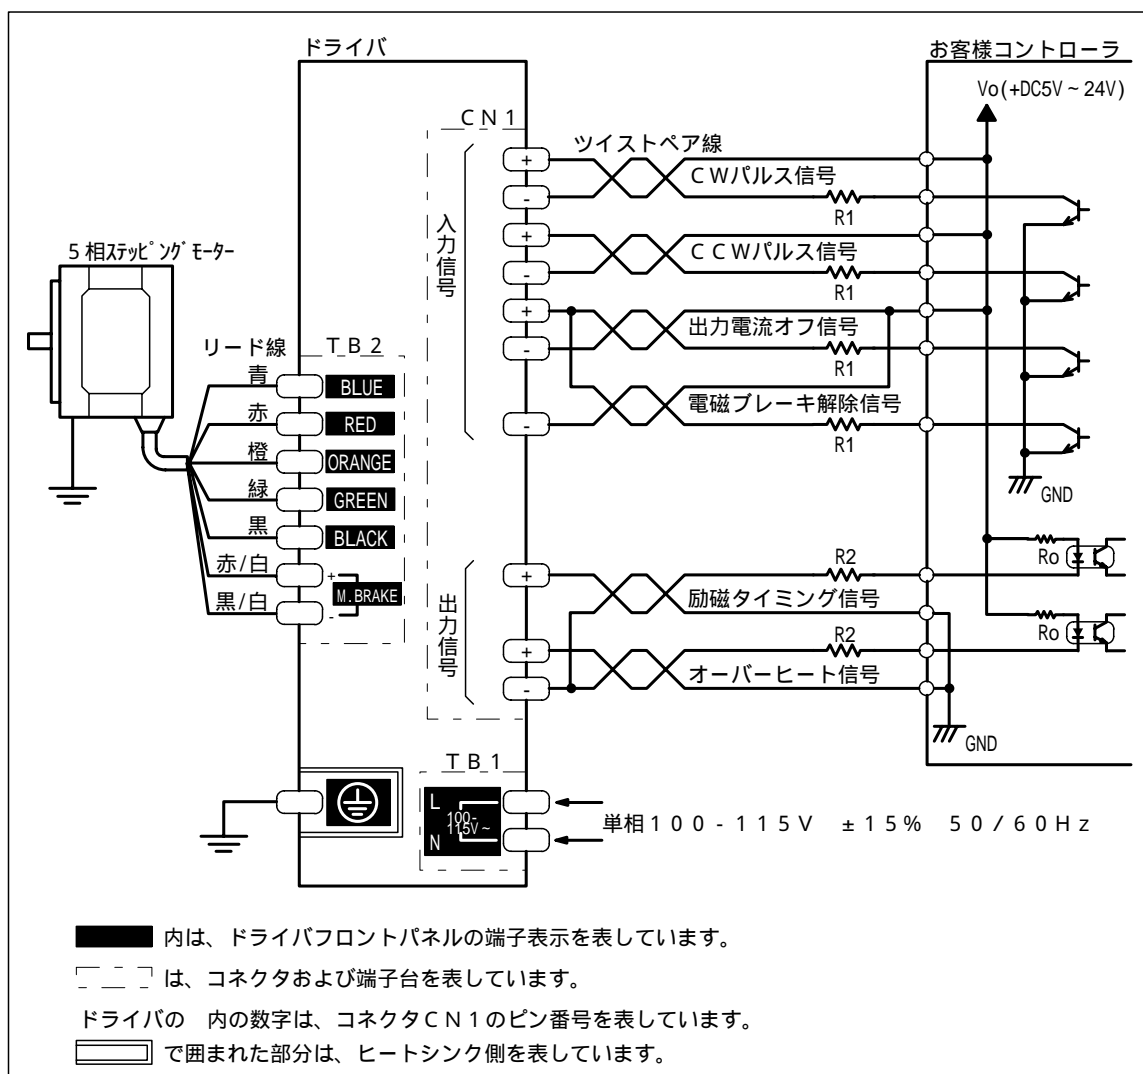 ドライバ
お客様コントローラ
Vo(+DC5V～24V)
CN1
ツイストペア線
+
CWパルス信号
-
R1
入力信号
+
CCWパルス信号
-
R1
5相ｽﾃｯﾋﾟﾝｸﾞﾓｰﾀｰ
+
出力電流オフ信号
-
R1
リード線
TB2
青
BLUE
電磁ブレーキ解除信号
-
R1
赤
RED
橙
ORANGE
緑
GREEN
GND
黒
BLACK
赤/白
+
M.BRAKE
黒/白
-
出力信号
+
R2
Ro
励磁タイミング信号
+
R2
Ro
オーバーヒート信号
-
GND
TB1
L
100-
115V～
N
単相100-115V ±15% 50/60Hz
内は、ドライバフロントパネルの端子表示を表しています。
は、コネクタおよび端子台を表しています。
ドライバの　内の数字は、コネクタCN1のピン番号を表しています。
で囲まれた部分は、ヒートシンク側を表しています。